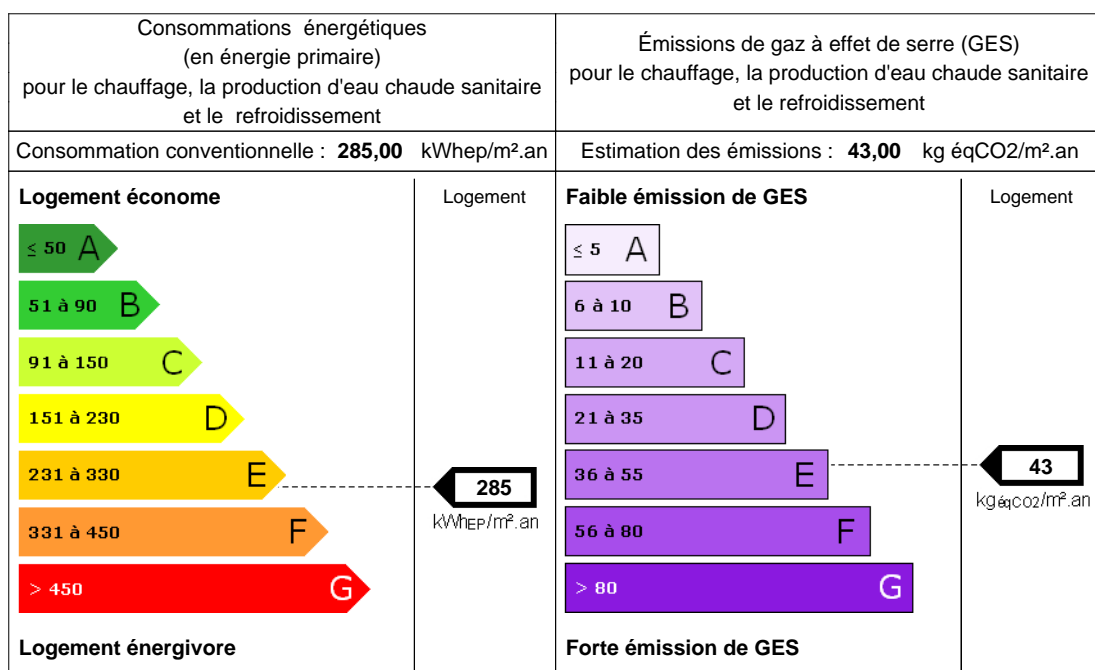 Consommations énergétiques
(en énergie primaire)
pour le chauffage, la production d'eau chaude sanitaire
et le refroidissement
Émissions de gaz à effet de serre (GES)
pour le chauffage, la production d'eau chaude sanitaire
et le refroidissement
Consommation conventionnelle : 285,00 kWhep/m².an
Estimation des émissions : 43,00 kg éqCO2/m².an
Logement économe
Logement
≤ 50 A
51 à 90 B
91 à 150 C
151 à 230 D
231 à 330 E
331 à 450 F
> 450 G
285
kWhEP/m².an
Logement énergivore
Faible émission de GES
Logement
≤ 5 A
6 à 10 B
11 à 20 C
21 à 35 D
36 à 55 E
56 à 80 F
> 80 G
43
kgéqCO2/m².an
Forte émission de GES